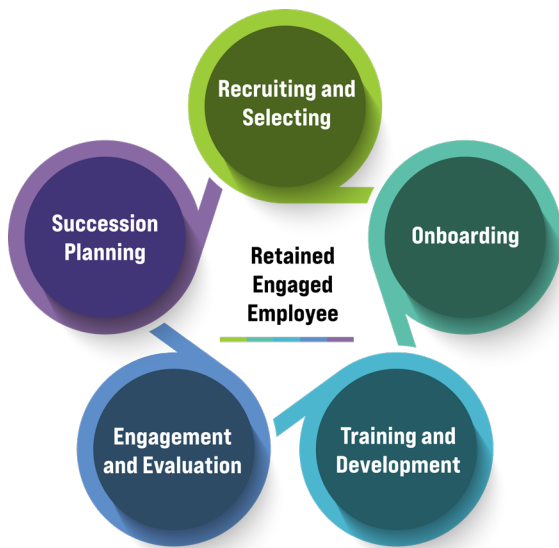 Recruiting and
Selecting
Onboarding
Training and
Development
Engagement
and Evaluation
Succession
Planning
Retained
Engaged
Employee